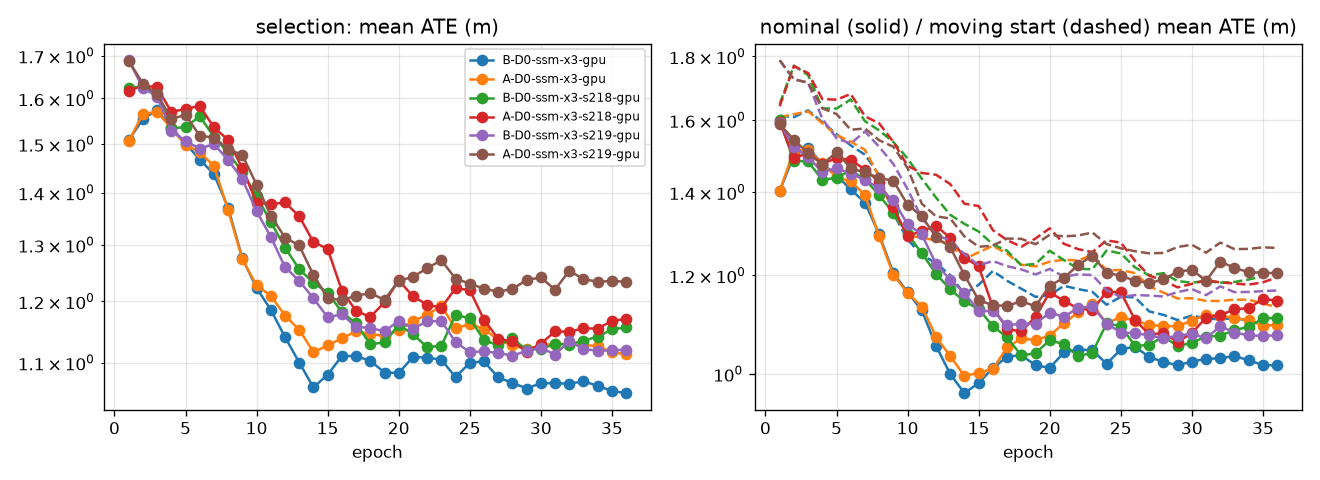 selection: mean ATE (m)
1.7 × 10⁰
1.6 × 10⁰
1.5 × 10⁰
1.4 × 10⁰
1.3 × 10⁰
1.2 × 10⁰
1.1 × 10⁰
B-D0-ssm-x3-gpu
A-D0-ssm-x3-gpu
B-D0-ssm-x3-s218-gpu
A-D0-ssm-x3-s218-gpu
B-D0-ssm-x3-s219-gpu
A-D0-ssm-x3-s219-gpu
0 5 10 15 20 25 30 35
epoch
nominal (solid) / moving start (dashed) mean ATE (m)
1.8 × 10⁰
1.6 × 10⁰
1.4 × 10⁰
1.2 × 10⁰
10⁰
0 5 10 15 20 25 30 35
epoch